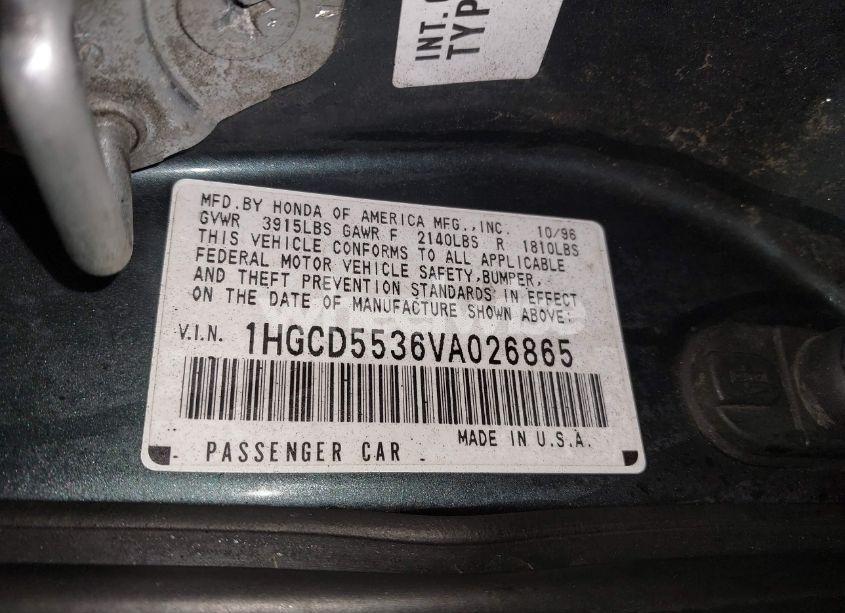 INT.
TYP
MFD.BY HONDA OF AMERICA MFG.,INC. 10/96
GVWR 3915LBS GAWR F 2140LBS R 1810LBS
THIS VEHICLE CONFORMS TO ALL APPLICABLE
FEDERAL MOTOR VEHICLE SAFETY,BUMPER,
AND THEFT PREVENTION STANDARDS IN EFFECT
ON THE DATE OF MANUFACTURE SHOWN ABOVE:
V.I.N. 1HGCD5536VA026865
PASSENGER CAR MADE IN U.S.A.